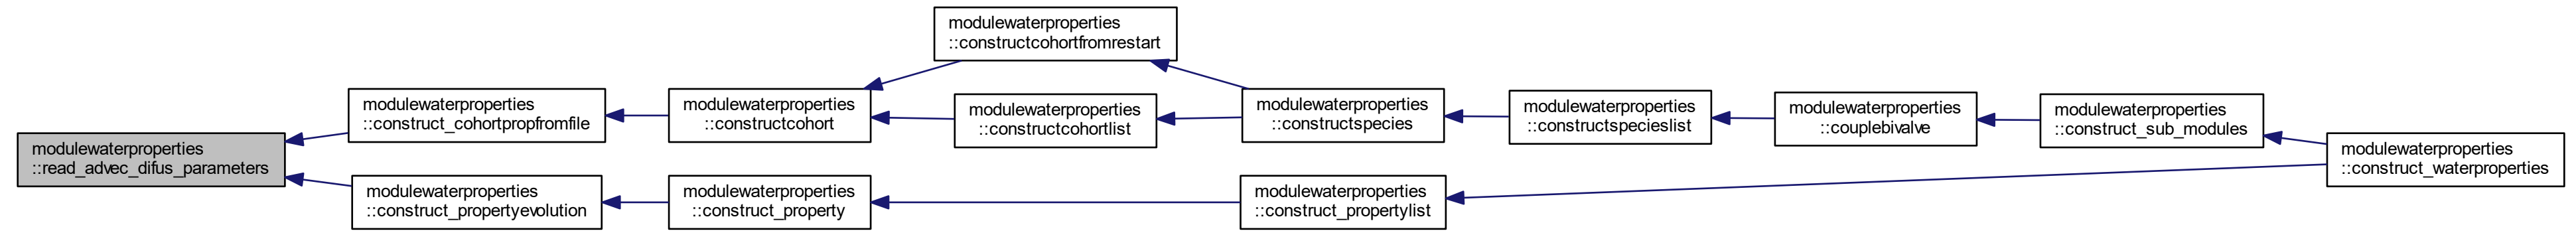 modulewaterproperties
::constructcohortfromrestart
modulewaterproperties
::construct_cohortpropfromfile
modulewaterproperties
::constructcohort
modulewaterproperties
::constructcohortlist
modulewaterproperties
::constructspecies
modulewaterproperties
::constructspecieslist
modulewaterproperties
::couplebivalve
modulewaterproperties
::construct_sub_modules
modulewaterproperties
::read_advec_difus_parameters
modulewaterproperties
::construct_waterproperties
modulewaterproperties
::construct_propertyevolution
modulewaterproperties
::construct_property
modulewaterproperties
::construct_propertylist